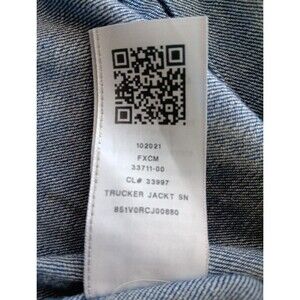 102021
FXCM
33711-00
CL# 33997
TRUCKER JACKT SN
851V0RCJ00880